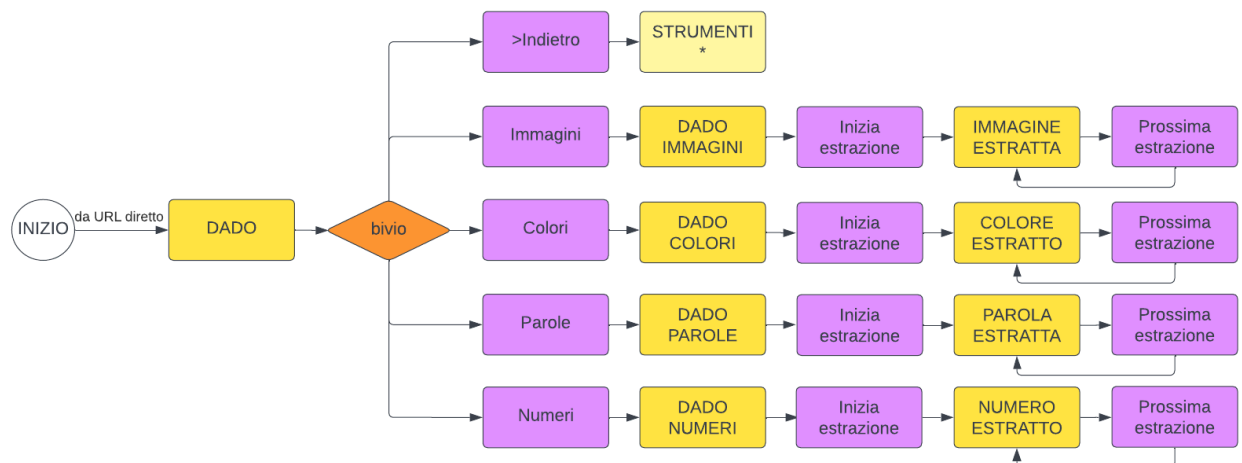 >Indietro
STRUMENTI
*
Immagini
DADO
IMMAGINI
Inizia
estrazione
IMMAGINE
ESTRATTA
Prossima
estrazione
INIZIO
da URL diretto
DADO
bivio
Colori
DADO
COLORI
Inizia
estrazione
COLORE
ESTRATTO
Prossima
estrazione
Parole
DADO
PAROLE
Inizia
estrazione
PAROLA
ESTRATTA
Prossima
estrazione
Numeri
DADO
NUMERI
Inizia
estrazione
NUMERO
ESTRATTO
Prossima
estrazione